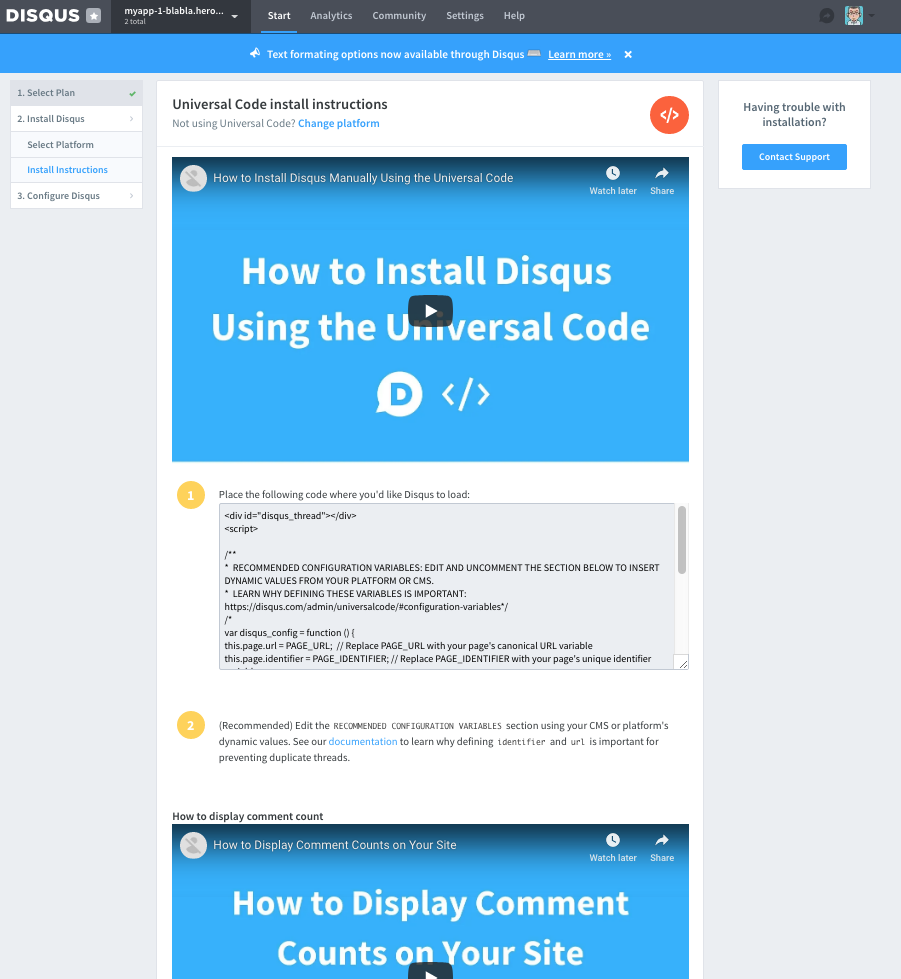 DISQUS
myapp-1-blabla.hero...
2 total
Start Analytics Community Settings Help
Text formating options now available through Disqus Learn more »
1. Select Plan
2. Install Disqus
Select Platform
Install Instructions
3. Configure Disqus
Universal Code install instructions
Not using Universal Code? Change platform
</>
Having trouble with
installation?
Contact Support
How to Install Disqus Manually Using the Universal Code
Watch later Share
How to Install Disqus
Using the Universal Code
D </>
1
Place the following code where you'd like Disqus to load:
<div id="disqus_thread"></div>
<script>
/**
* RECOMMENDED CONFIGURATION VARIABLES: EDIT AND UNCOMMENT THE SECTION BELOW TO INSERT
DYNAMIC VALUES FROM YOUR PLATFORM OR CMS.
* LEARN WHY DEFINING THESE VARIABLES IS IMPORTANT:
https://disqus.com/admin/universalcode/#configuration-variables*/
/*
var disqus_config = function () {
this.page.url = PAGE_URL; // Replace PAGE_URL with your page's canonical URL variable
this.page.identifier = PAGE_IDENTIFIER; // Replace PAGE_IDENTIFIER with your page's unique identifier
2
(Recommended) Edit the RECOMMENDED CONFIGURATION VARIABLES section using your CMS or platform's
dynamic values. See our documentation to learn why defining identifier and url is important for
preventing duplicate threads.
How to display comment count
How to Display Comment Counts on Your Site
Watch later Share
How to Display Comment
Counts on Your Site